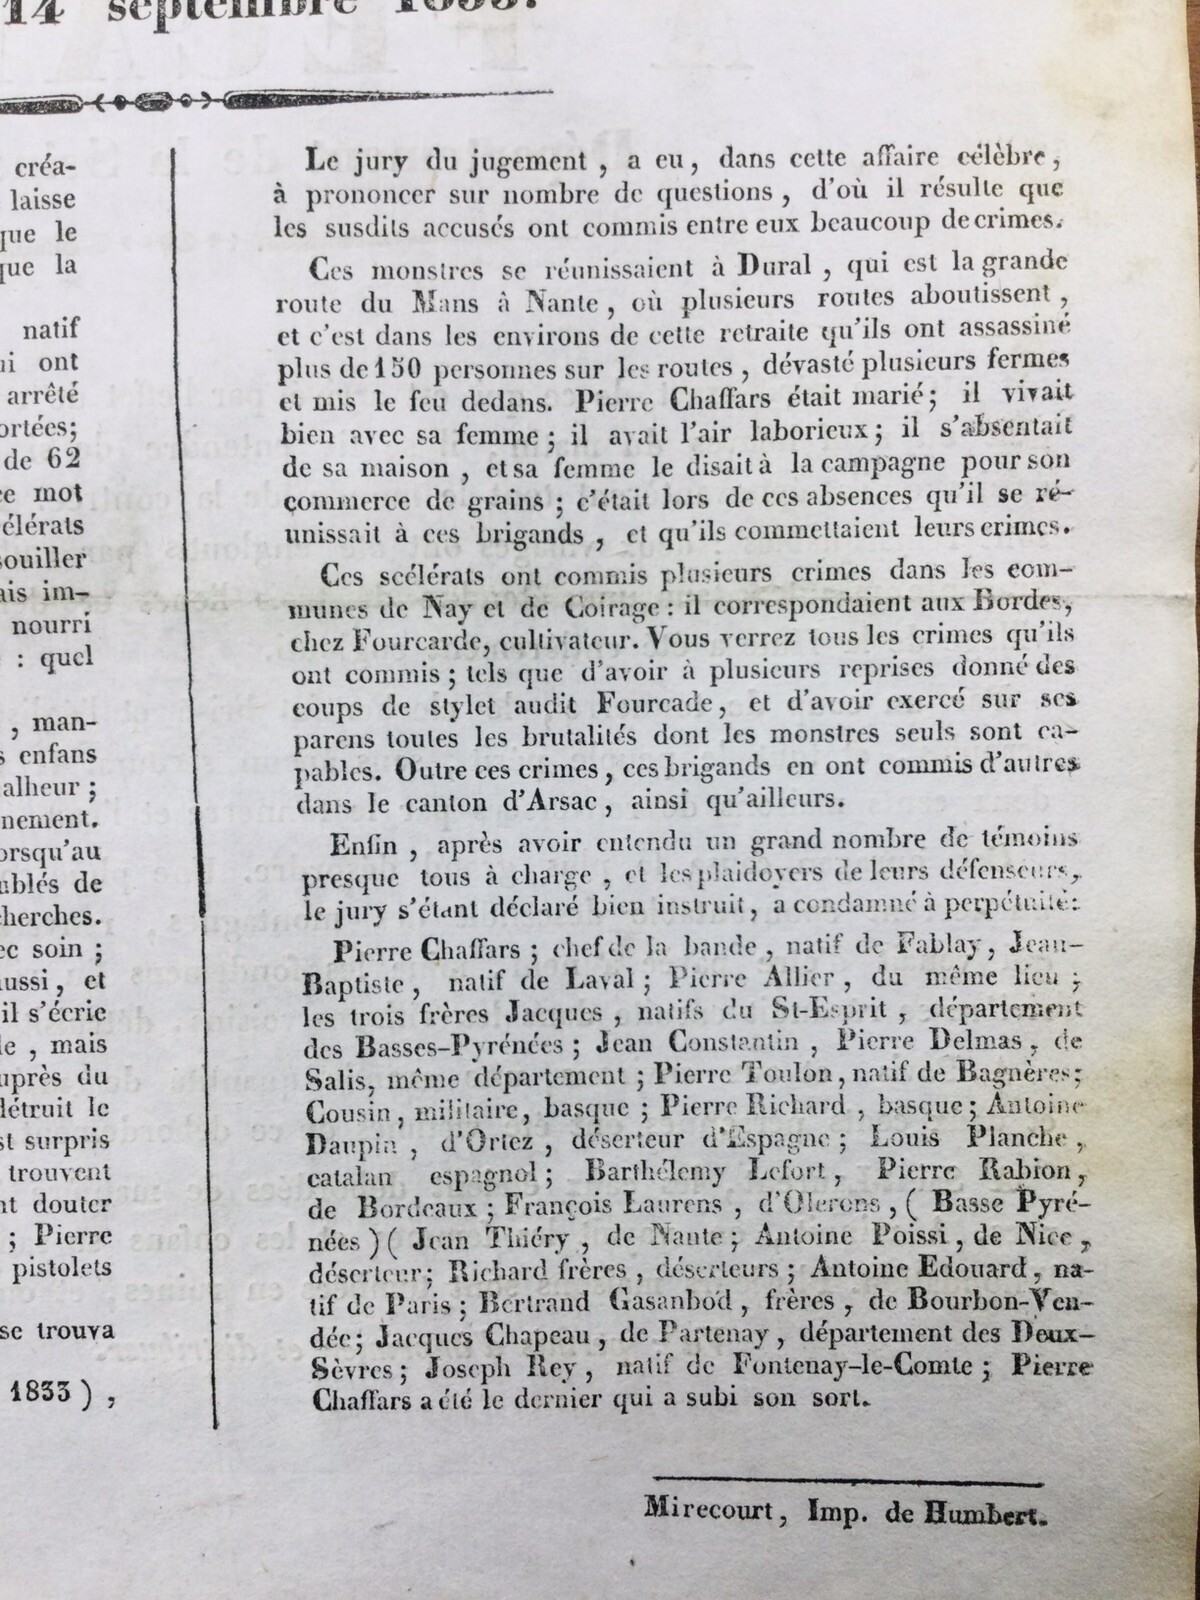 14 septembre 1833.
créa-
laisse
que le
que la
natif
ui ont
arrêté
ortées;
de 62
ce mot
élérats
souiller
ais im-
nourri
: quel
, man-
s enfans
alheur ;
nement.
orsqu'au
ublés de
cherches.
ec soin ;
aussi, et
il s'écrie
le , mais
uprès du
détruit le
st surpris
trouvent
nt douter
; Pierre
pistolets
se trouva
1833 ) ,
Le jury du jugement , a eu, dans cette affaire célèbre,
à prononcer sur nombre de questions , d'où il résulte que
les susdits accusés ont commis entre eux beaucoup de crimes.
Ces monstres se réunissaient à Dural , qui est la grande
route du Mans à Nante , où plusieurs routes aboutissent ,
et c'est dans les environs de cette retraite qu'ils ont assassiné
plus de 150 personnes sur les routes , dévasté plusieurs fermes
et mis le feu dedans. Pierre Chaffars était marié; il vivait
bien avec sa femme ; il avait l'air laborieux ; il s'absentait
de sa maison , et sa femme le disait à la campagne pour son
commerce de grains ; c'était lors de ces absences qu'il se ré-
unissait à ces brigands , et qu'ils commettaient leurs crimes.
Ces scélérats ont commis plusieurs crimes dans les com-
munes de Nay et de Coirage : il correspondaient aux Bordes,
chez Fourcarde, cultivateur. Vous verrez tous les crimes qu'ils
ont commis ; tels que d'avoir à plusieurs reprises donné des
coups de stylet audit Fourcade, et d'avoir exercé sur ses
parens toutes les brutalités dont les monstres seuls sont ca-
pables. Outre ces crimes, ces brigands en ont commis d'autres
dans le canton d'Arsac, ainsi qu'ailleurs.
Enfin , après avoir entendu un grand nombre de témoins
presque tous à charge , et les plaidoyers de leurs défenseurs,
le jury s'étant déclaré bien instruit, a condamné à perpétuité:
Pierre Chaffars ; chef de la bande , natif de Fablay, Jean-
Baptiste , natif de Laval ; Pierre Allier , du même lieu ;
les trois frères Jacques , natifs du St-Esprit , département
des Basses-Pyrénées ; Jean Constantin , Pierre Delmas , de
Salis, même département ; Pierre Toulon, natif de Bagnères;
Cousin, militaire, basque ; Pierre Richard , basque ; Antoine
Daupin , d'Ortez , déserteur d'Espagne ; Louis Planche ,
catalan espagnol ; Barthélemy Lefort, Pierre Rabion,
de Bordeaux ; François Laurens , d'Olerons , ( Basse Pyré-
nées ) ( Jean Thiéry , de Nante ; Antoine Poissi, de Nice ,
déserteur; Richard frères , déserteurs ; Antoine Edouard, na-
tif de Paris ; Bertrand Gasanbod, frères , de Bourbon-Ven-
dée; Jacques Chapeau , de Partenay, département des Deux-
Sèvres ; Joseph Rey, natif de Fontenay-le-Comte ; Pierre
Chaffars a été le dernier qui a subi son sort.
Mirecourt, Imp. de Humbert.